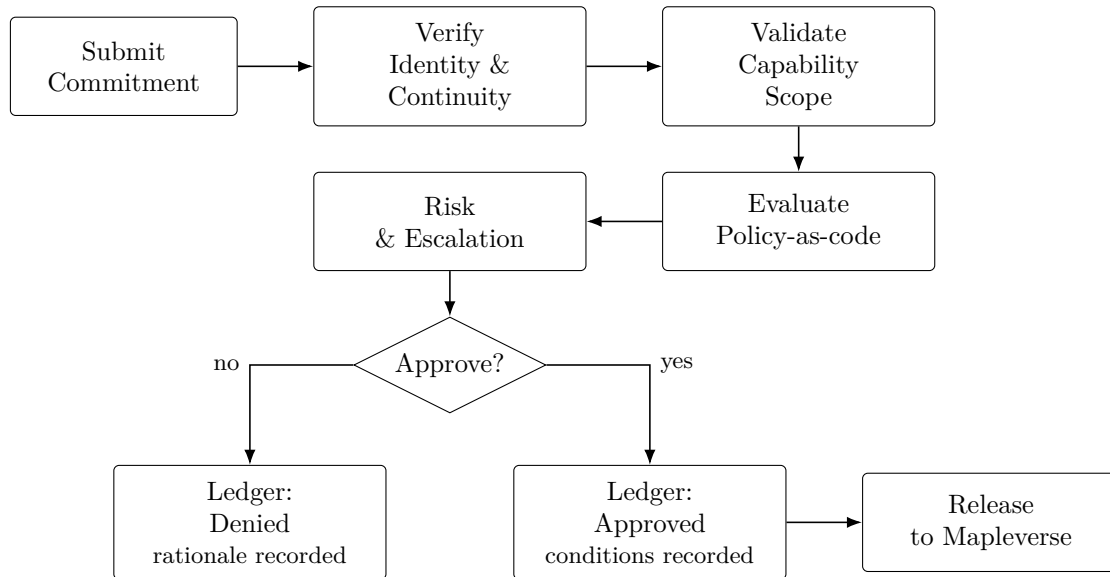 Submit
Commitment
Verify
Identity &
Continuity
Validate
Capability
Scope
Risk
& Escalation
Evaluate
Policy-as-code
Approve?
no
yes
Ledger:
Denied
rationale recorded
Ledger:
Approved
conditions recorded
Release
to Mapleverse